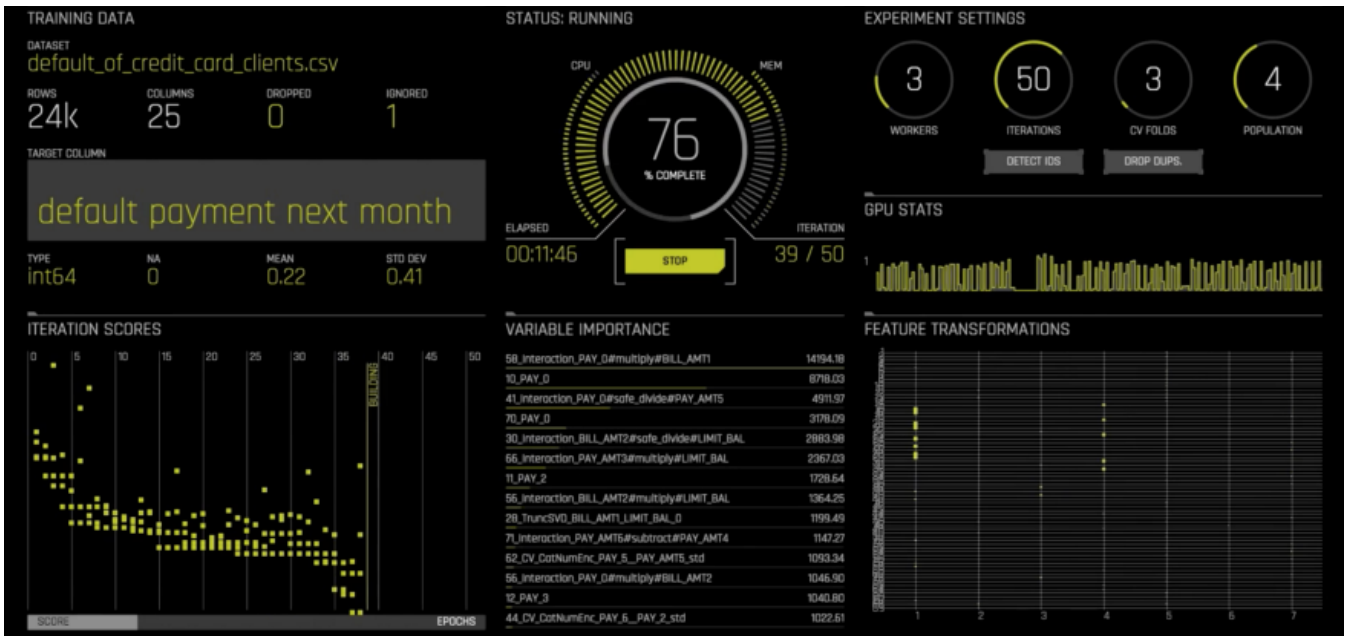 TRAINING DATA
DATASET
default_of_credit_card_clients.csv
ROWS COLUMNS DROPPED IGNORED
24k 25 0 1
TARGET COLUMN
default payment next month
TYPE NA MEAN STD DEV
int64 0 0.22 0.41
STATUS: RUNNING
CPU MEM
76
% COMPLETE
ELAPSED ITERATION
00:11:46 39 / 50
STOP
EXPERIMENT SETTINGS
3 50 3 4
WORKERS ITERATIONS CV FOLDS POPULATION
DETECT IDS DROP DUPS.
GPU STATS
1
ITERATION SCORES
0 5 10 15 20 25 30 35 40 45 50
BUILDING
SCORE EPOCHS
VARIABLE IMPORTANCE
58_Interaction_PAY_0#multiply#BILL_AMT1 14194.18
10_PAY_0 8718.03
41_Interaction_PAY_0#safe_divide#PAY_AMT5 4911.97
70_PAY_0 3178.09
30_Interaction_BILL_AMT2#safe_divide#LIMIT_BAL 2883.98
66_Interaction_PAY_AMT3#multiply#LIMIT_BAL 2367.03
11_PAY_2 1728.64
55_Interaction_BILL_AMT2#multiply#LIMIT_BAL 1364.25
28_TruncSVD_BILL_AMT1_LIMIT_BAL_0 1199.49
71_Interaction_PAY_AMT6#subtract#PAY_AMT4 1147.27
62_CV_CatNumEnc_PAY_5__PAY_AMT5_std 1093.34
56_Interaction_PAY_0#multiply#BILL_AMT2 1046.90
12_PAY_3 1040.80
44_CV_CatNumEnc_PAY_6__PAY_2_std 1022.61
FEATURE TRANSFORMATIONS
1 2 3 4 5 6 7